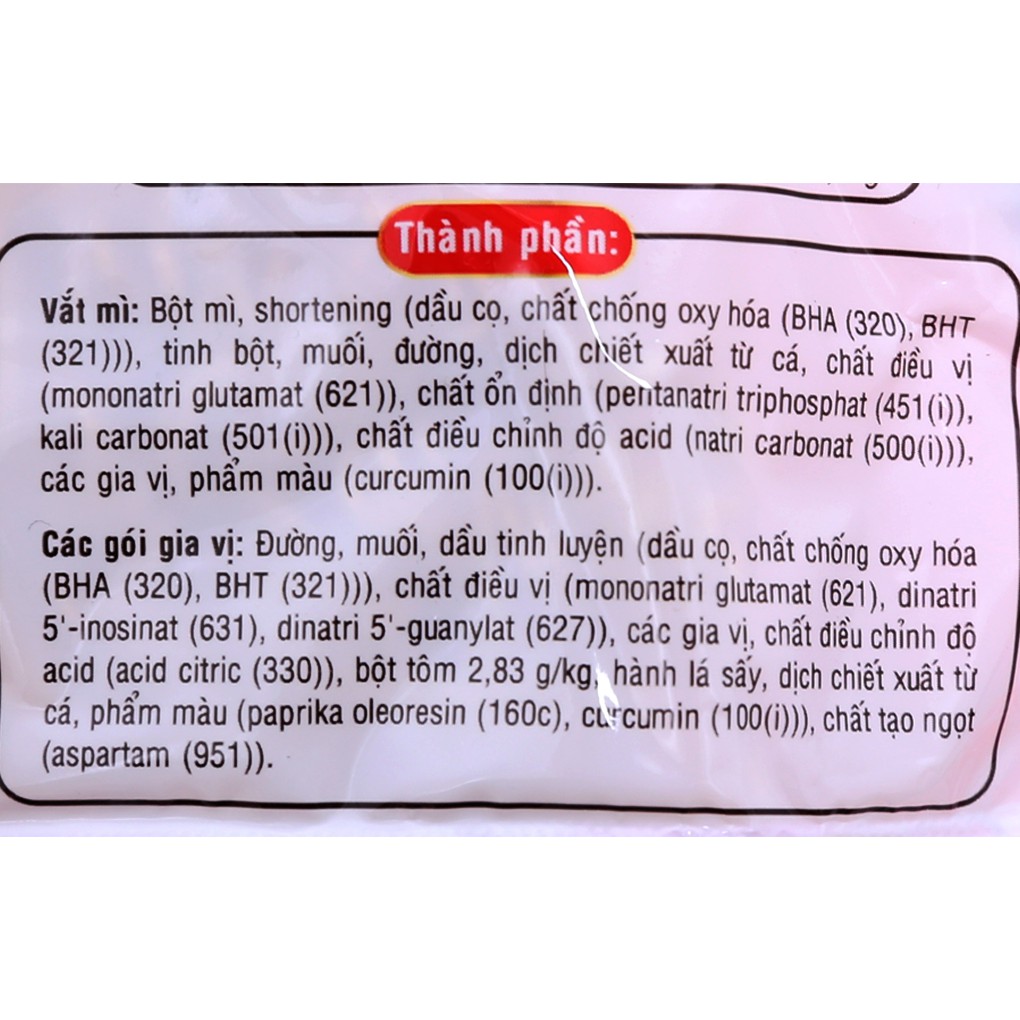 Thành phần:
Vắt mì: Bột mì, shortening (dầu cọ, chất chống oxy hóa (BHA (320), BHT
(321))), tinh bột, muối, đường, dịch chiết xuất từ cá, chất điều vị
(mononatri glutamat (621)), chất ổn định (pentanatri triphosphat (451(i)),
kali carbonat (501(i))), chất điều chỉnh độ acid (natri carbonat (500(i))),
các gia vị, phẩm màu (curcumin (100(i))).
Các gói gia vị: Đường, muối, dầu tinh luyện (dầu cọ, chất chống oxy hóa
(BHA (320), BHT (321))), chất điều vị (mononatri glutamat (621), dinatri
5'-inosinat (631), dinatri 5'-guanylat (627)), các gia vị, chất điều chỉnh độ
acid (acid citric (330)), bột tôm 2,83 g/kg, hành lá sấy, dịch chiết xuất từ
cá, phẩm màu (paprika oleoresin (160c), curcumin (100(i))), chất tạo ngọt
(aspartam (951)).